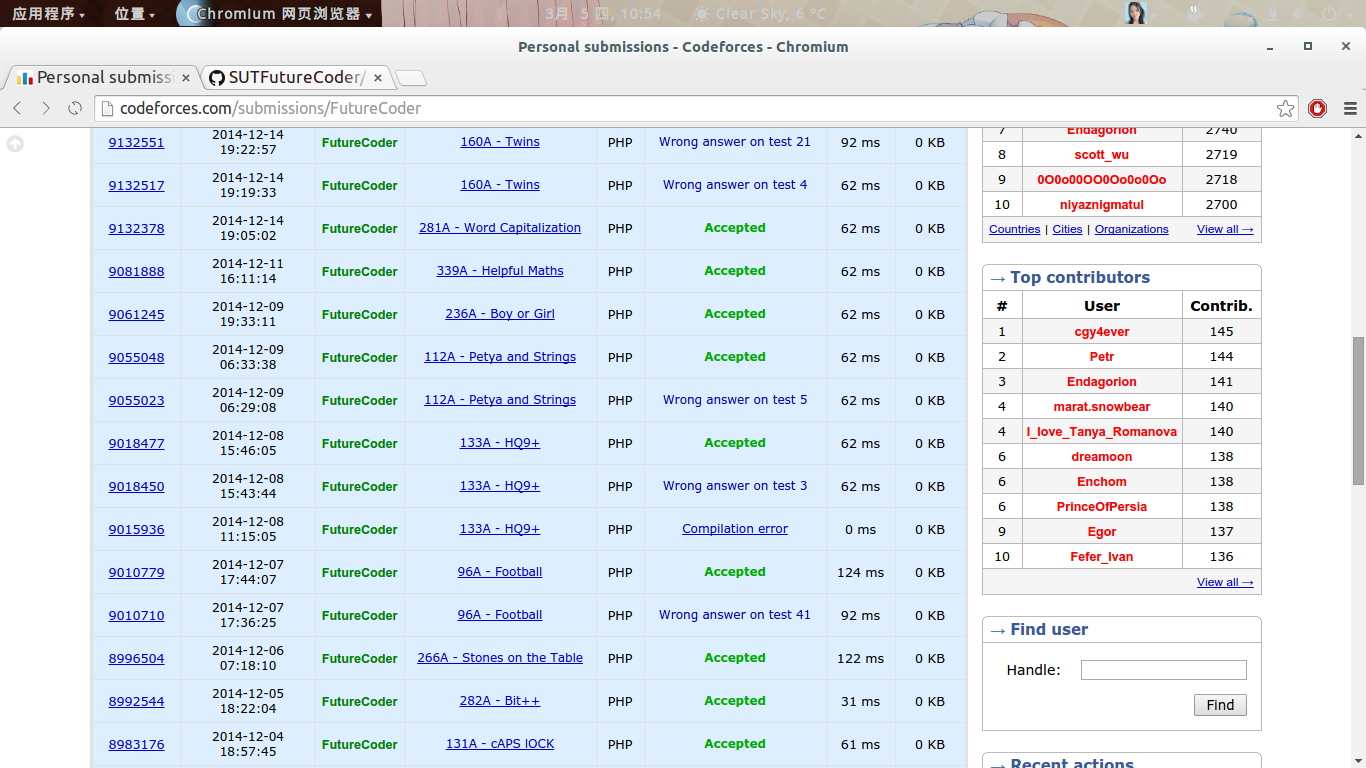 应用程序 位置 Chromium 网页浏览器 3月 5 四, 10:54 Clear Sky, 6 °C
Personal submissions - Codeforces - Chromium
Personal submiss × SUTFutureCoder/ ×
codeforces.com/submissions/FutureCoder
9132551 2014-12-14 19:22:57 FutureCoder 160A - Twins PHP Wrong answer on test 21 92 ms 0 KB
9132517 2014-12-14 19:19:33 FutureCoder 160A - Twins PHP Wrong answer on test 4 62 ms 0 KB
9132378 2014-12-14 19:05:02 FutureCoder 281A - Word Capitalization PHP Accepted 62 ms 0 KB
9081888 2014-12-11 16:11:14 FutureCoder 339A - Helpful Maths PHP Accepted 62 ms 0 KB
9061245 2014-12-09 19:33:11 FutureCoder 236A - Boy or Girl PHP Accepted 62 ms 0 KB
9055048 2014-12-09 06:33:38 FutureCoder 112A - Petya and Strings PHP Accepted 62 ms 0 KB
9055023 2014-12-09 06:29:08 FutureCoder 112A - Petya and Strings PHP Wrong answer on test 5 62 ms 0 KB
9018477 2014-12-08 15:46:05 FutureCoder 133A - HQ9+ PHP Accepted 62 ms 0 KB
9018450 2014-12-08 15:43:44 FutureCoder 133A - HQ9+ PHP Wrong answer on test 3 62 ms 0 KB
9015936 2014-12-08 11:15:05 FutureCoder 133A - HQ9+ PHP Compilation error 0 ms 0 KB
9010779 2014-12-07 17:44:07 FutureCoder 96A - Football PHP Accepted 124 ms 0 KB
9010710 2014-12-07 17:36:25 FutureCoder 96A - Football PHP Wrong answer on test 41 92 ms 0 KB
8996504 2014-12-06 07:18:10 FutureCoder 266A - Stones on the Table PHP Accepted 122 ms 0 KB
8992544 2014-12-05 18:22:04 FutureCoder 282A - Bit++ PHP Accepted 31 ms 0 KB
8983176 2014-12-04 18:57:45 FutureCoder 131A - cAPS lOCK PHP Accepted 61 ms 0 KB
7 Endagorion 2740
8 scott_wu 2719
9 0O0o00OO0Oo0o0Oo 2718
10 niyaznigmatul 2700
Countries | Cities | Organizations View all →
→ Top contributors
# User Contrib.
1 cgy4ever 145
2 Petr 144
3 Endagorion 141
4 marat.snowbear 140
4 I_love_Tanya_Romanova 140
6 dreamoon 138
6 Enchom 138
6 PrinceOfPersia 138
9 Egor 137
10 Fefer_Ivan 136
View all →
→ Find user
Handle:
Find
→ Recent actions